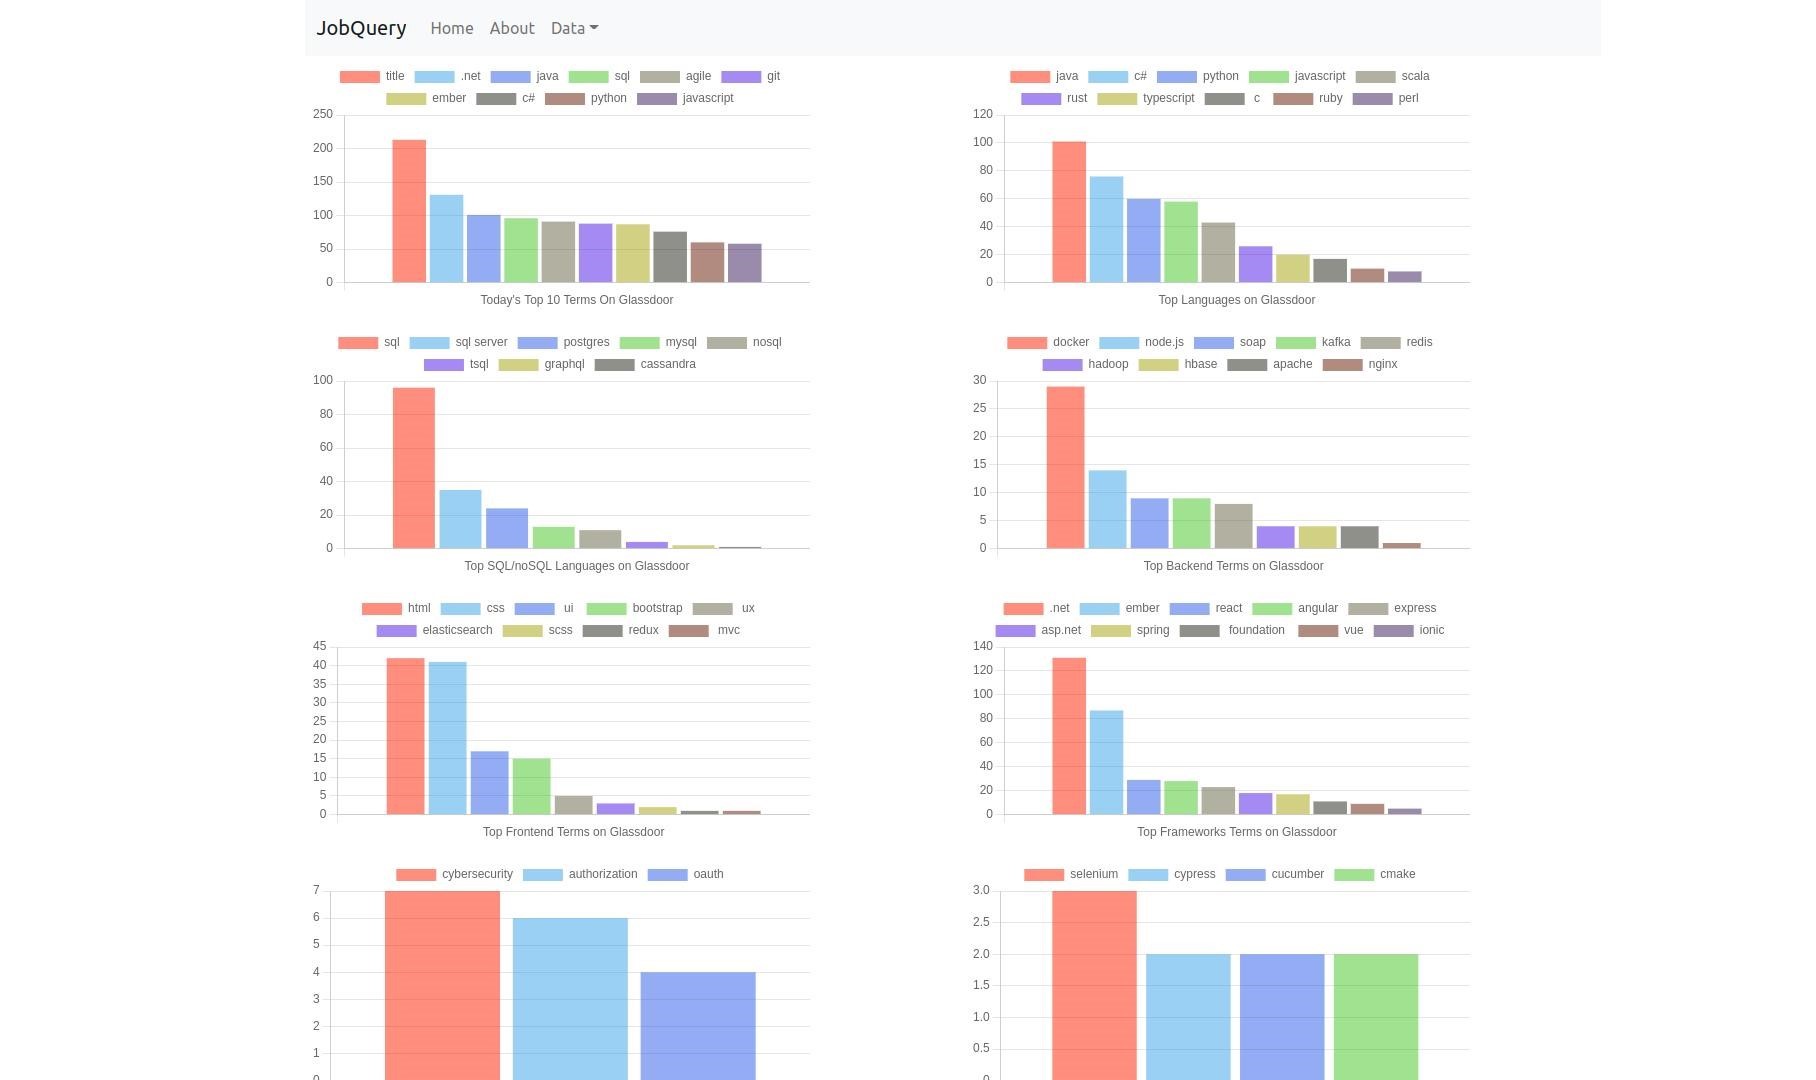 JobQuery Home About Data
title .net java sql agile git
ember c# python javascript
250
200
150
100
50
0
Today's Top 10 Terms On Glassdoor
java c# python javascript scala
rust typescript c ruby perl
120
100
80
60
40
20
0
Top Languages on Glassdoor
sql sql server postgres mysql nosql
tsql graphql cassandra
100
80
60
40
20
0
Top SQL/noSQL Languages on Glassdoor
docker node.js soap kafka redis
hadoop hbase apache nginx
30
25
20
15
10
5
0
Top Backend Terms on Glassdoor
html css ui bootstrap ux
elasticsearch scss redux mvc
45
40
35
30
25
20
15
10
5
0
Top Frontend Terms on Glassdoor
.net ember react angular express
asp.net spring foundation vue ionic
140
120
100
80
60
40
20
0
Top Frameworks Terms on Glassdoor
cybersecurity authorization oauth
7
6
5
4
3
2
1
0
selenium cypress cucumber cmake
3.0
2.5
2.0
1.5
1.0
0.5
0